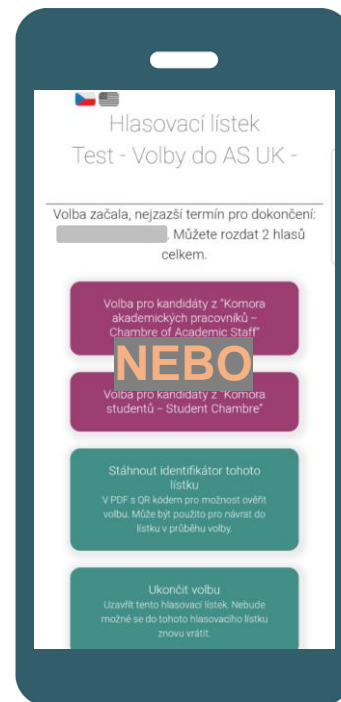 Hlasovací lístek
Test - Volby do AS UK -
Volba začala, nejzazší termín pro dokončení:
. Můžete rozdat 2 hlasů
celkem.
Volba pro kandidáty z "Komora
akademických pracovníků –
Chambre of Academic Staff"
NEBO
Volba pro kandidáty z "Komora
studentů – Student Chambre"
Stáhnout identifikátor tohoto
lístku
V PDF s QR kódem pro možnost ověřit
volbu. Může být použito pro návrat do
lístku v průběhu volby.
Ukončit volbu
Uzavřít tento hlasovací lístek. Nebude
možné se do tohoto hlasovacího lístku
znovu vrátit.